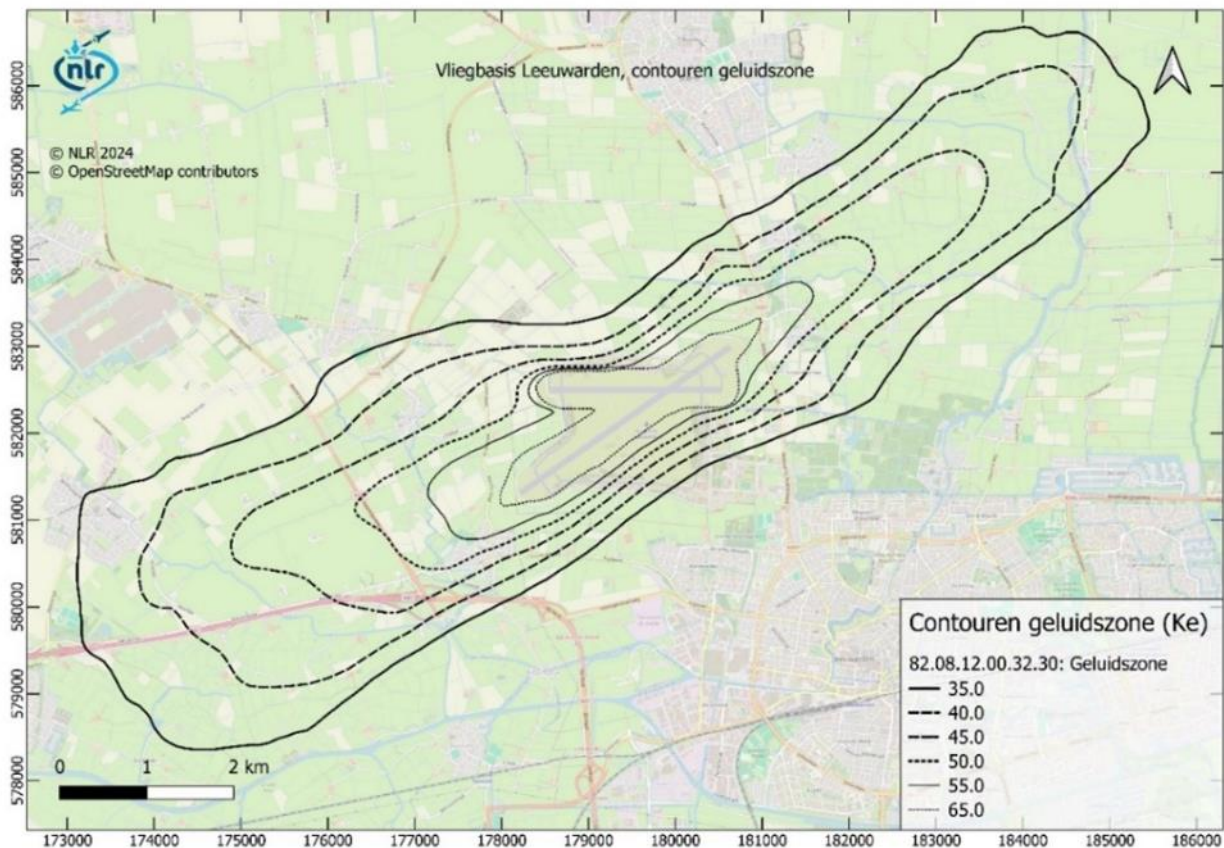 nlr
Vliegbasis Leeuwarden, contouren geluidszone
© NLR 2024
© OpenStreetMap contributors
586000
585000
584000
583000
582000
581000
580000
579000
578000
0 1 2 km
Contouren geluidszone (Ke)
82.08.12.00.32.30: Geluidszone
35.0
40.0
45.0
50.0
55.0
65.0
173000 174000 175000 176000 177000 178000 179000 180000 181000 182000 183000 184000 185000 186000